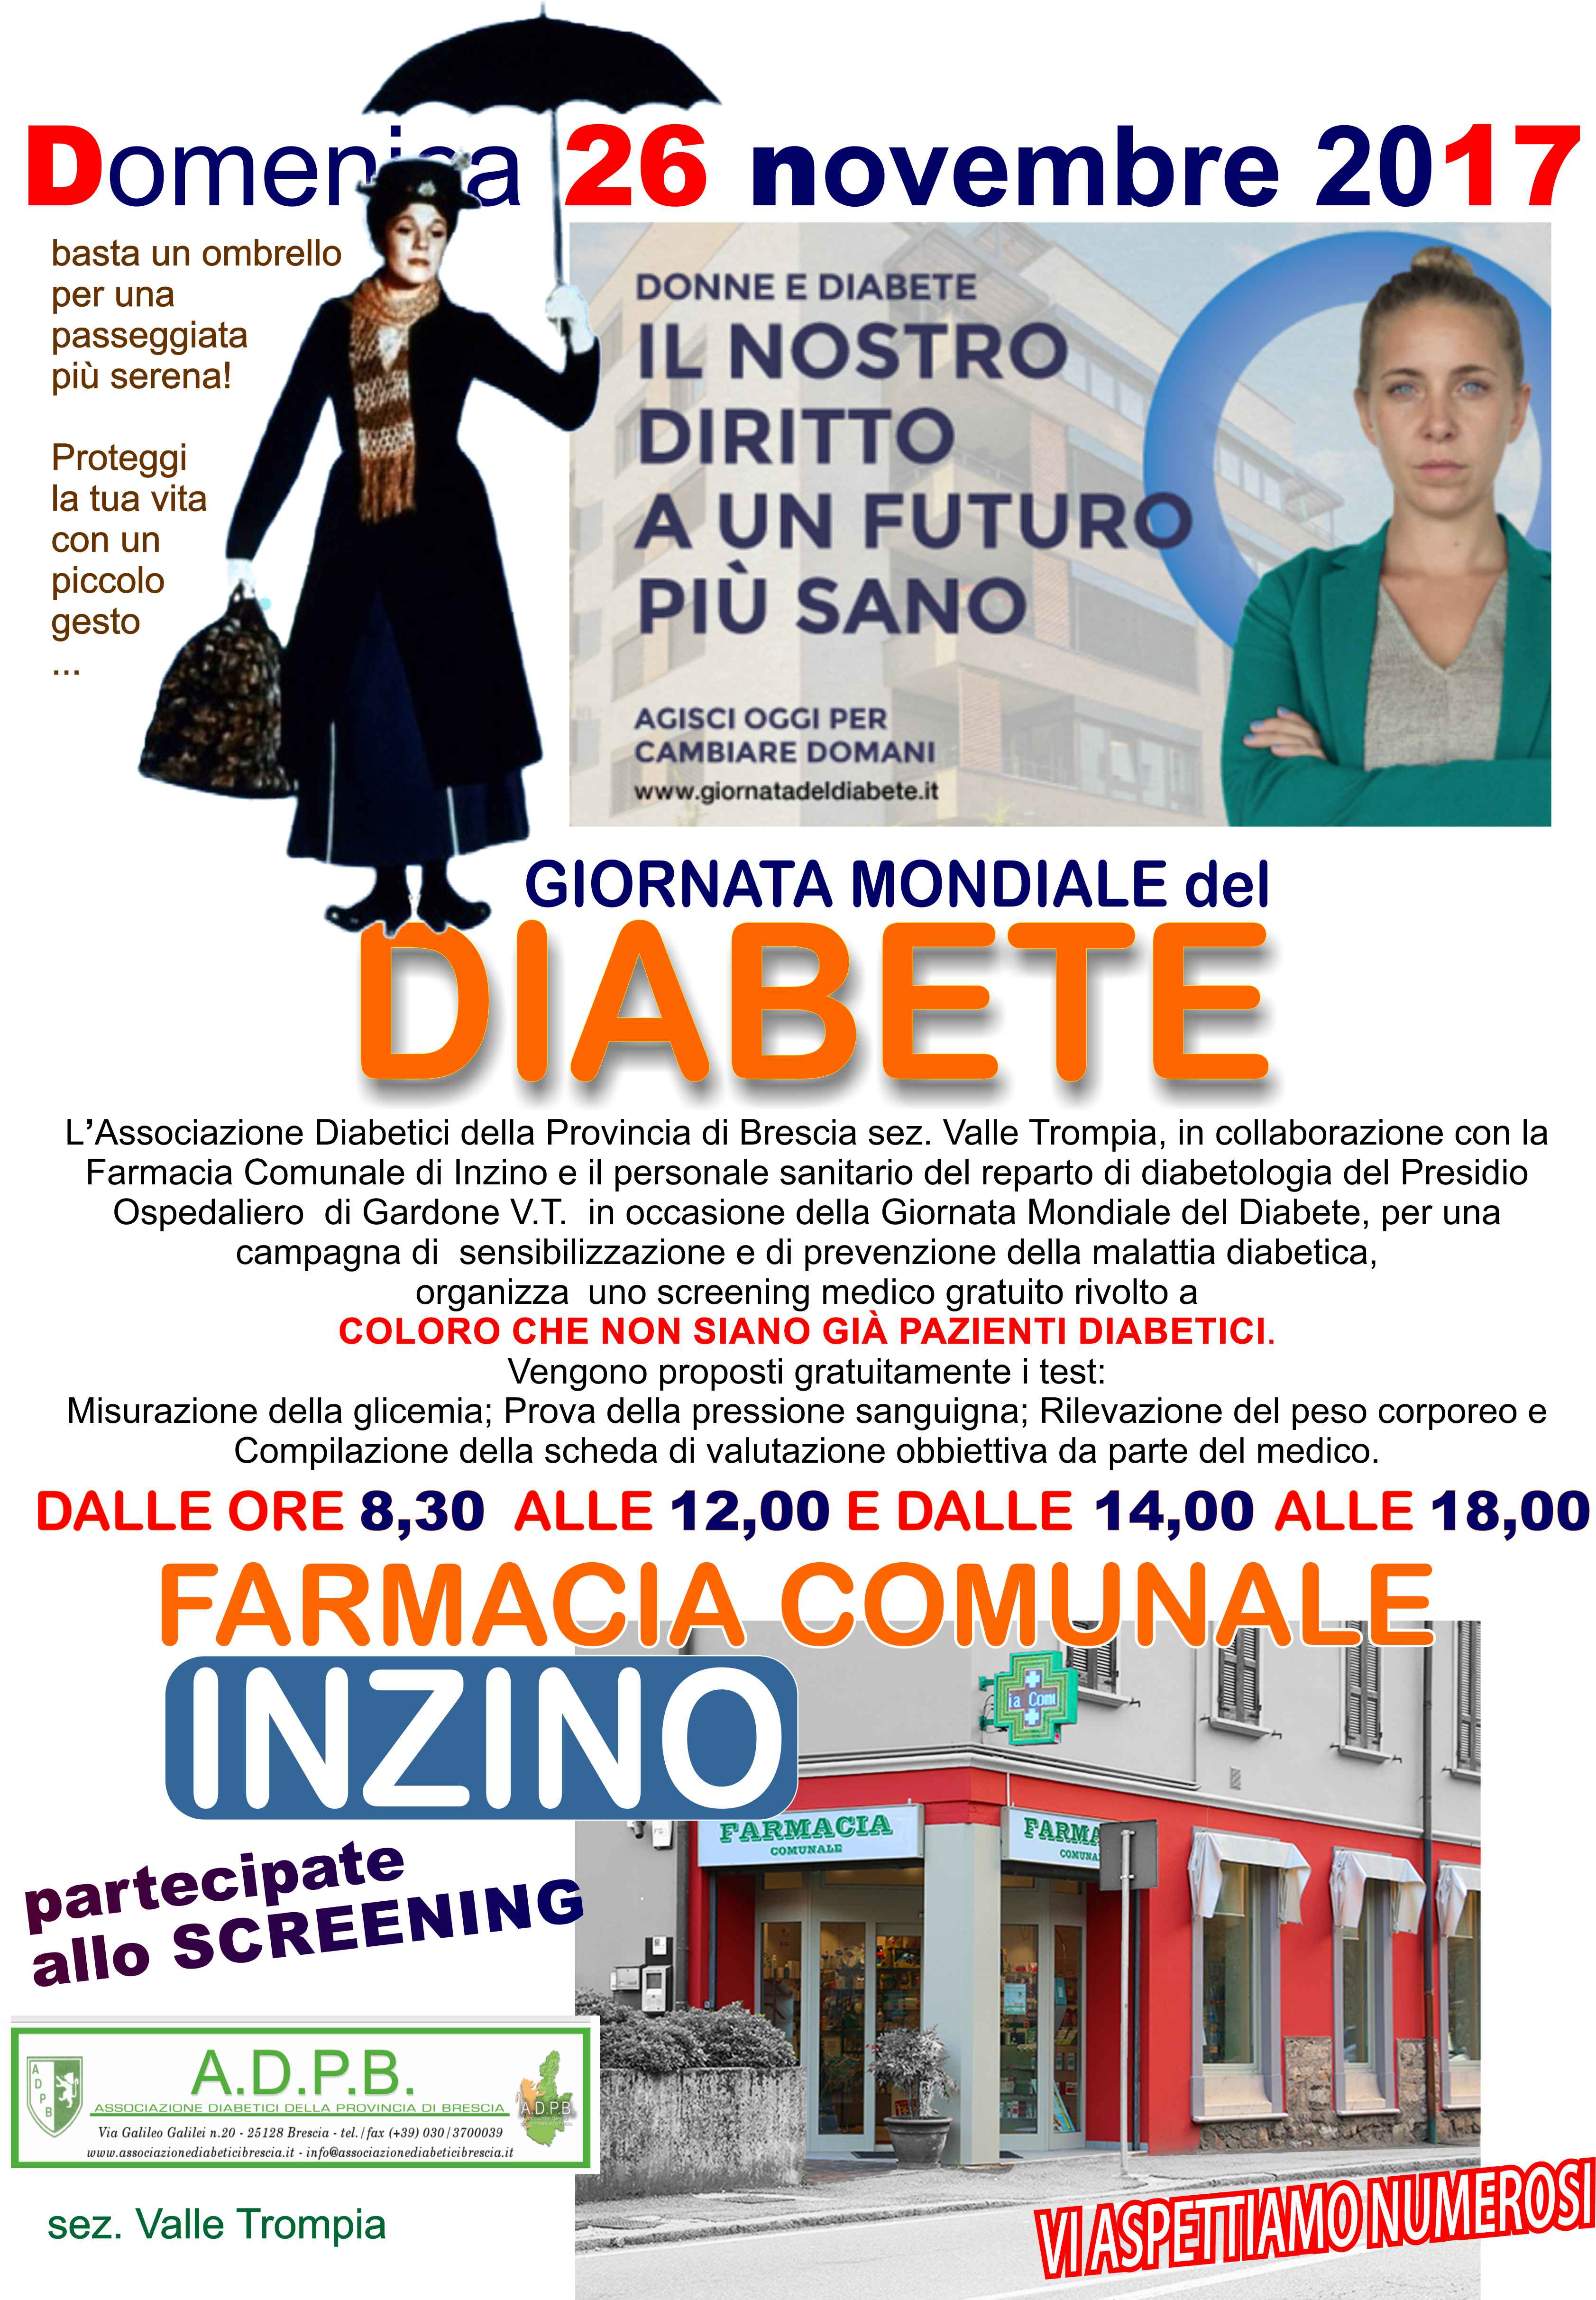 Domenica 26 novembre 2017
basta un ombrello
per una
passeggiata
più serena!
Proteggi
la tua vita
con un
piccolo
gesto
...
DONNE E DIABETE
IL NOSTRO
DIRITTO
A UN FUTURO
PIÙ SANO
AGISCI OGGI PER
CAMBIARE DOMANI
www.giornatadeldiabete.it
GIORNATA MONDIALE del
DIABETE
L'Associazione Diabetici della Provincia di Brescia sez. Valle Trompia, in collaborazione con la
Farmacia Comunale di Inzino e il personale sanitario del reparto di diabetologia del Presidio
Ospedaliero di Gardone V.T. in occasione della Giornata Mondiale del Diabete, per una
campagna di sensibilizzazione e di prevenzione della malattia diabetica,
organizza uno screening medico gratuito rivolto a
COLORO CHE NON SIANO GIÀ PAZIENTI DIABETICI.
Vengono proposti gratuitamente i test:
Misurazione della glicemia; Prova della pressione sanguigna; Rilevazione del peso corporeo e
Compilazione della scheda di valutazione obbiettiva da parte del medico.
DALLE ORE 8,30 ALLE 12,00 E DALLE 14,00 ALLE 18,00
FARMACIA COMUNALE
INZINO
ia Comu
FARMACIA
COMUNALE
FARMA
COMUNA
partecipate
allo SCREENING
A D P B
A.D.P.B.
ASSOCIAZIONE DIABETICI DELLA PROVINCIA DI BRESCIA
A.D.P.B.
Via Galileo Galilei n.20 - 25128 Brescia - tel./fax (+39) 030/3700039
www.associazionediabeticibrescia.it - info@associazionediabeticibrescia.it
sez. Valle Trompia
VI ASPETTIAMO NUMEROSI